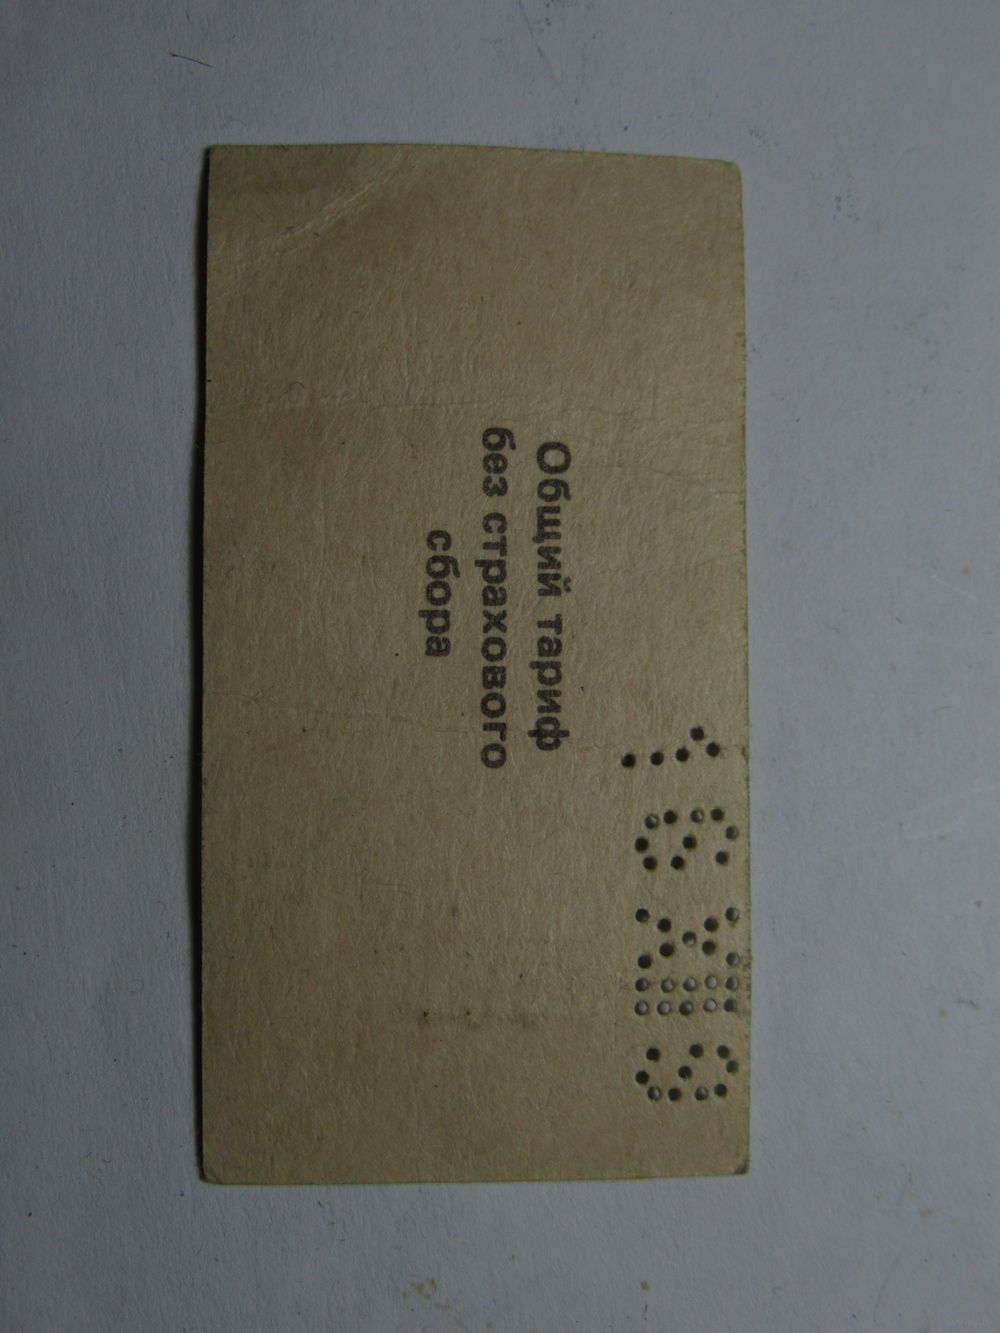 Общий тариф
без страхового
сбора